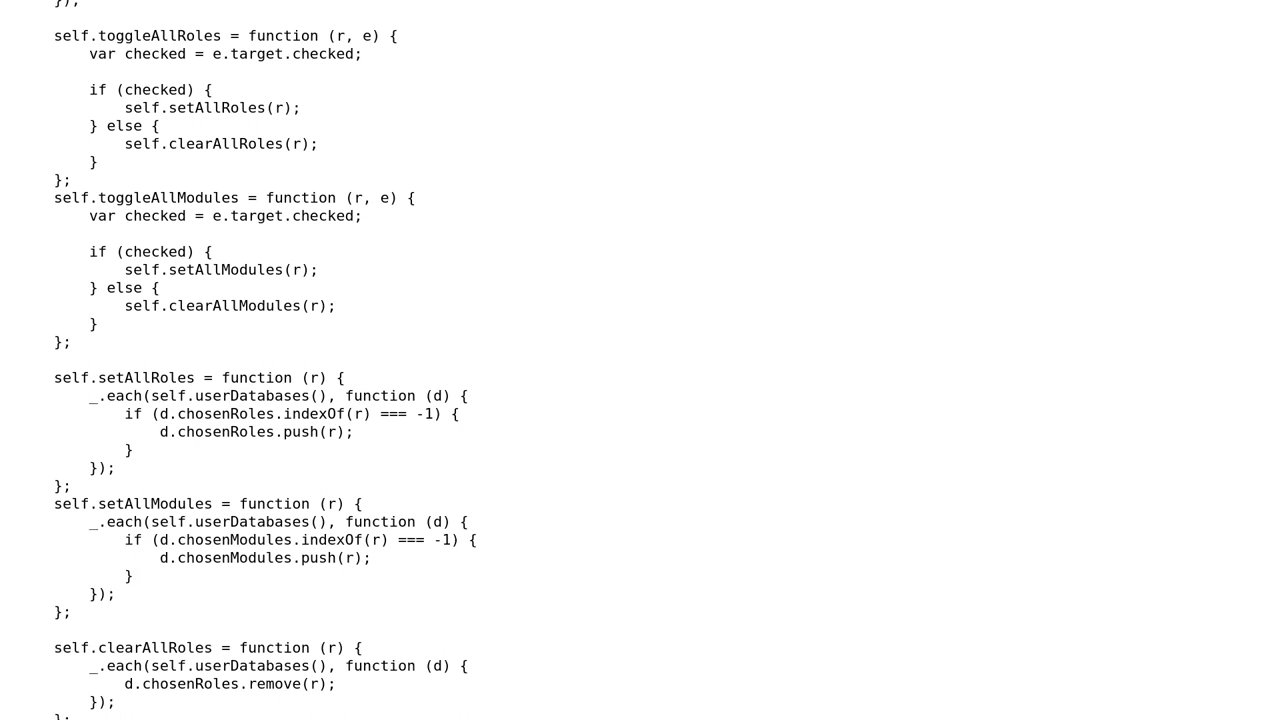 });

self.toggleAllRoles = function (r, e) {
    var checked = e.target.checked;

    if (checked) {
        self.setAllRoles(r);
    } else {
        self.clearAllRoles(r);
    }
};
self.toggleAllModules = function (r, e) {
    var checked = e.target.checked;

    if (checked) {
        self.setAllModules(r);
    } else {
        self.clearAllModules(r);
    }
};

self.setAllRoles = function (r) {
    _.each(self.userDatabases(), function (d) {
        if (d.chosenRoles.indexOf(r) === -1) {
            d.chosenRoles.push(r);
        }
    });
};
self.setAllModules = function (r) {
    _.each(self.userDatabases(), function (d) {
        if (d.chosenModules.indexOf(r) === -1) {
            d.chosenModules.push(r);
        }
    });
};

self.clearAllRoles = function (r) {
    _.each(self.userDatabases(), function (d) {
        d.chosenRoles.remove(r);
    });
};